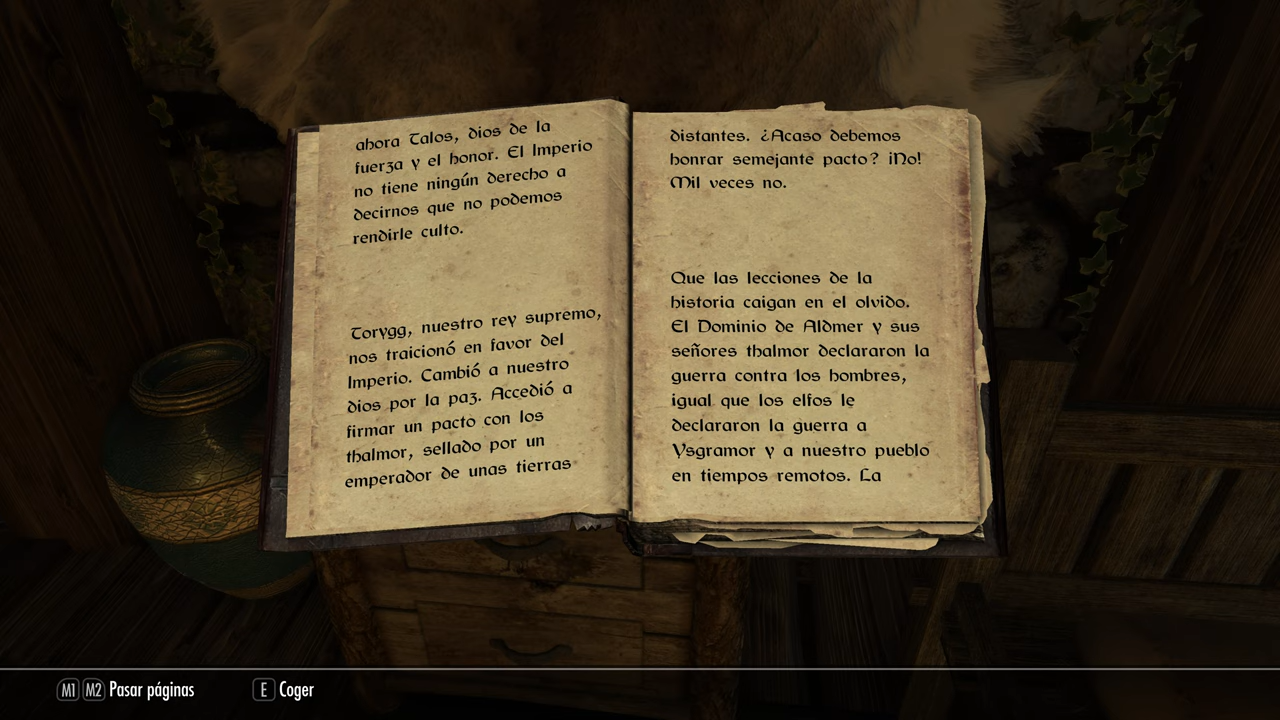 ahora Talos, dios de la
fuerza y el honor. El Imperio
no tiene ningún derecho a
decirnos que no podemos
rendirle culto.
Torygg, nuestro rey supremo,
nos traicionó en favor del
Imperio. Cambió a nuestro
dios por la paz. Accedió a
firmar un pacto con los
thalmor, sellado por un
emperador de unas tierras
distantes. ¿Acaso debemos
honrar semejante pacto? ¡No!
Mil veces no.
Que las lecciones de la
historia caigan en el olvido.
El Dominio de Aldmer y sus
señores thalmor declararon la
guerra contra los hombres,
igual que los elfos le
declararon la guerra a
Ysgramor y a nuestro pueblo
en tiempos remotos. La
M1 M2 Pasar páginas
E Coger